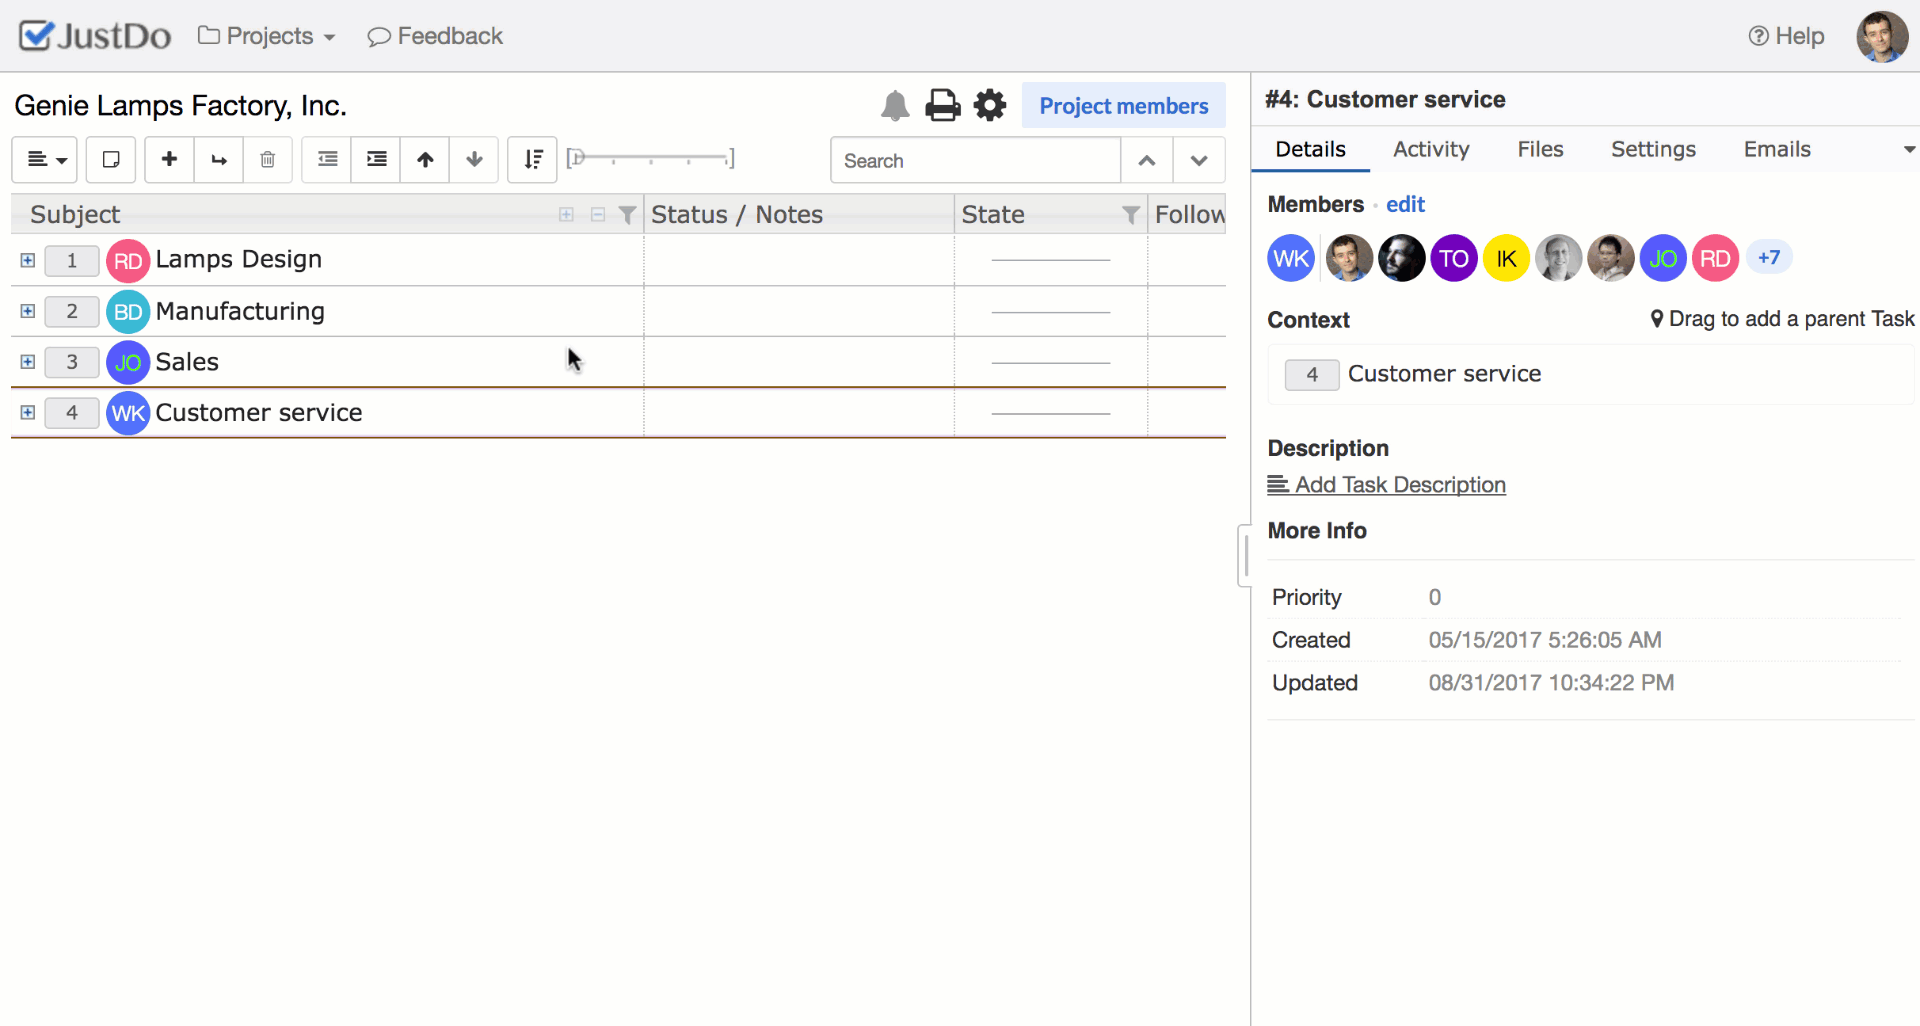 JustDo Projects Feedback Help
Genie Lamps Factory, Inc.
Project members
Search
Subject Status / Notes State Follow
1 RD Lamps Design
2 BD Manufacturing
3 JO Sales
4 WK Customer service
#4: Customer service
Details Activity Files Settings Emails
Members · edit
WK TO IK JO RD +7
Context Drag to add a parent Task
4 Customer service
Description
Add Task Description
More Info
Priority 0
Created 05/15/2017 5:26:05 AM
Updated 08/31/2017 10:34:22 PM